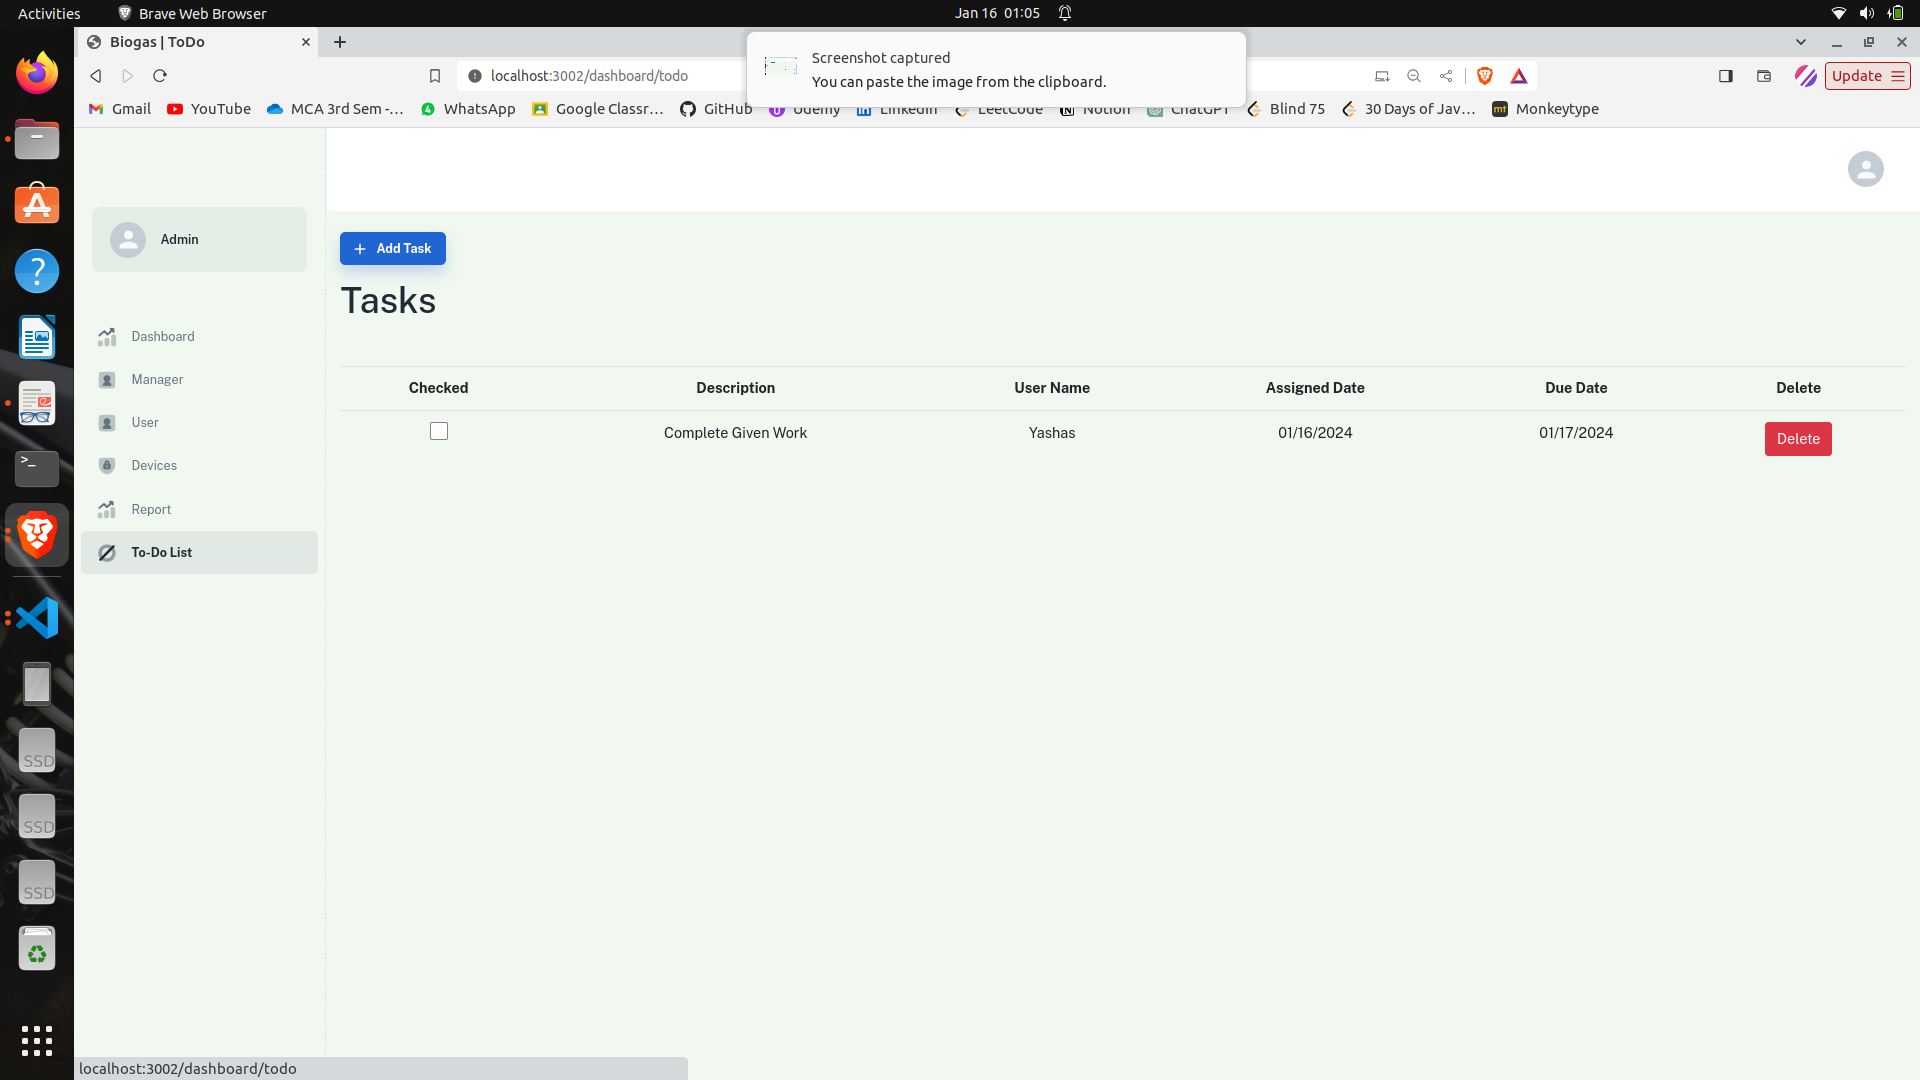 Activities Brave Web Browser Jan 16 01:05
Biogas | ToDo
Screenshot captured
You can paste the image from the clipboard.
localhost:3002/dashboard/todo
Update
Gmail YouTube MCA 3rd Sem -... WhatsApp Google Classr... GitHub Udemy LinkedIn LeetCode Notion ChatGPT Blind 75 30 Days of Jav... Monkeytype
Admin
Dashboard
Manager
User
Devices
Report
To-Do List
+ Add Task
Tasks
Checked Description User Name Assigned Date Due Date Delete
Complete Given Work Yashas 01/16/2024 01/17/2024 Delete
SSD
SSD
SSD
localhost:3002/dashboard/todo